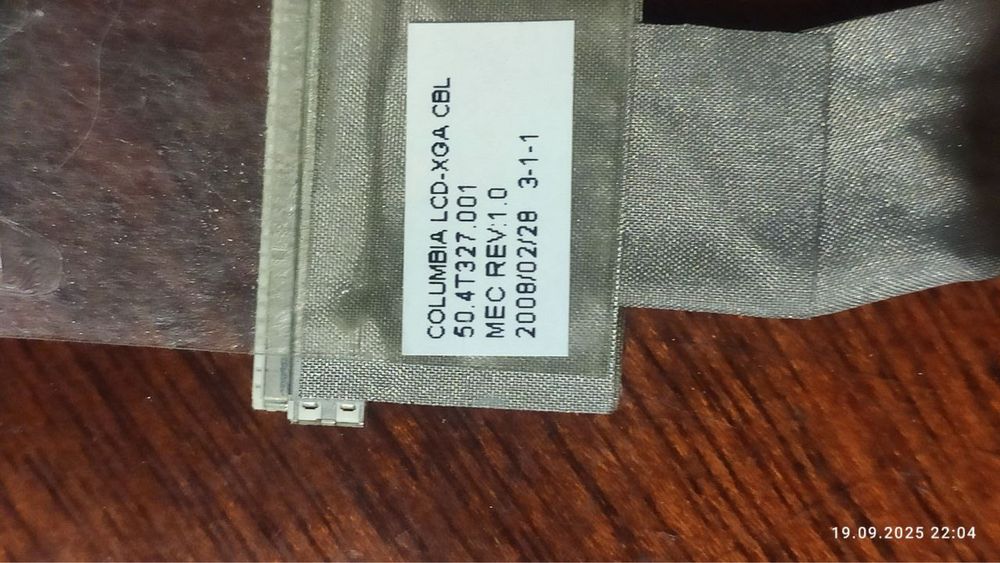 COLUMBIA LCD-XGA CBL
50.4T327.001
MEC REV:1.0
2008/02/28 3-1-1
19.09.2025 22:04